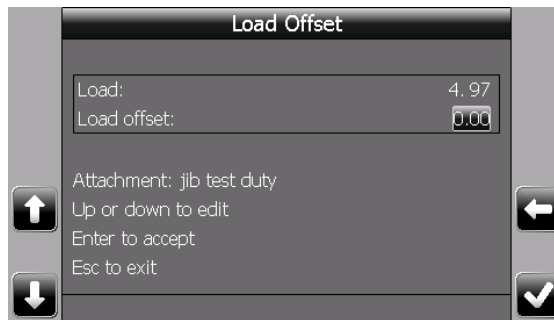 Load Offset
Load: 4.97
Load offset: 0.00
Attachment: jib test duty
Up or down to edit
Enter to accept
Esc to exit